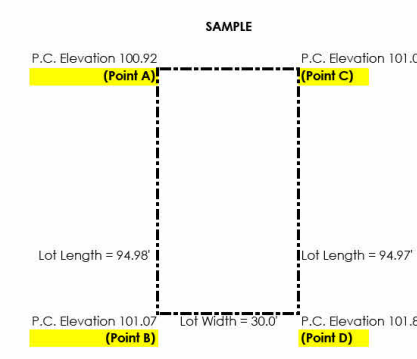 SAMPLE
P.C. Elevation 100.92 P.C. Elevation 101.0
(Point A) (Point C)
Lot Length = 94.98' Lot Length = 94.97'
P.C. Elevation 101.07 Lot Width = 30.0' P.C. Elevation 101.8
(Point B) (Point D)